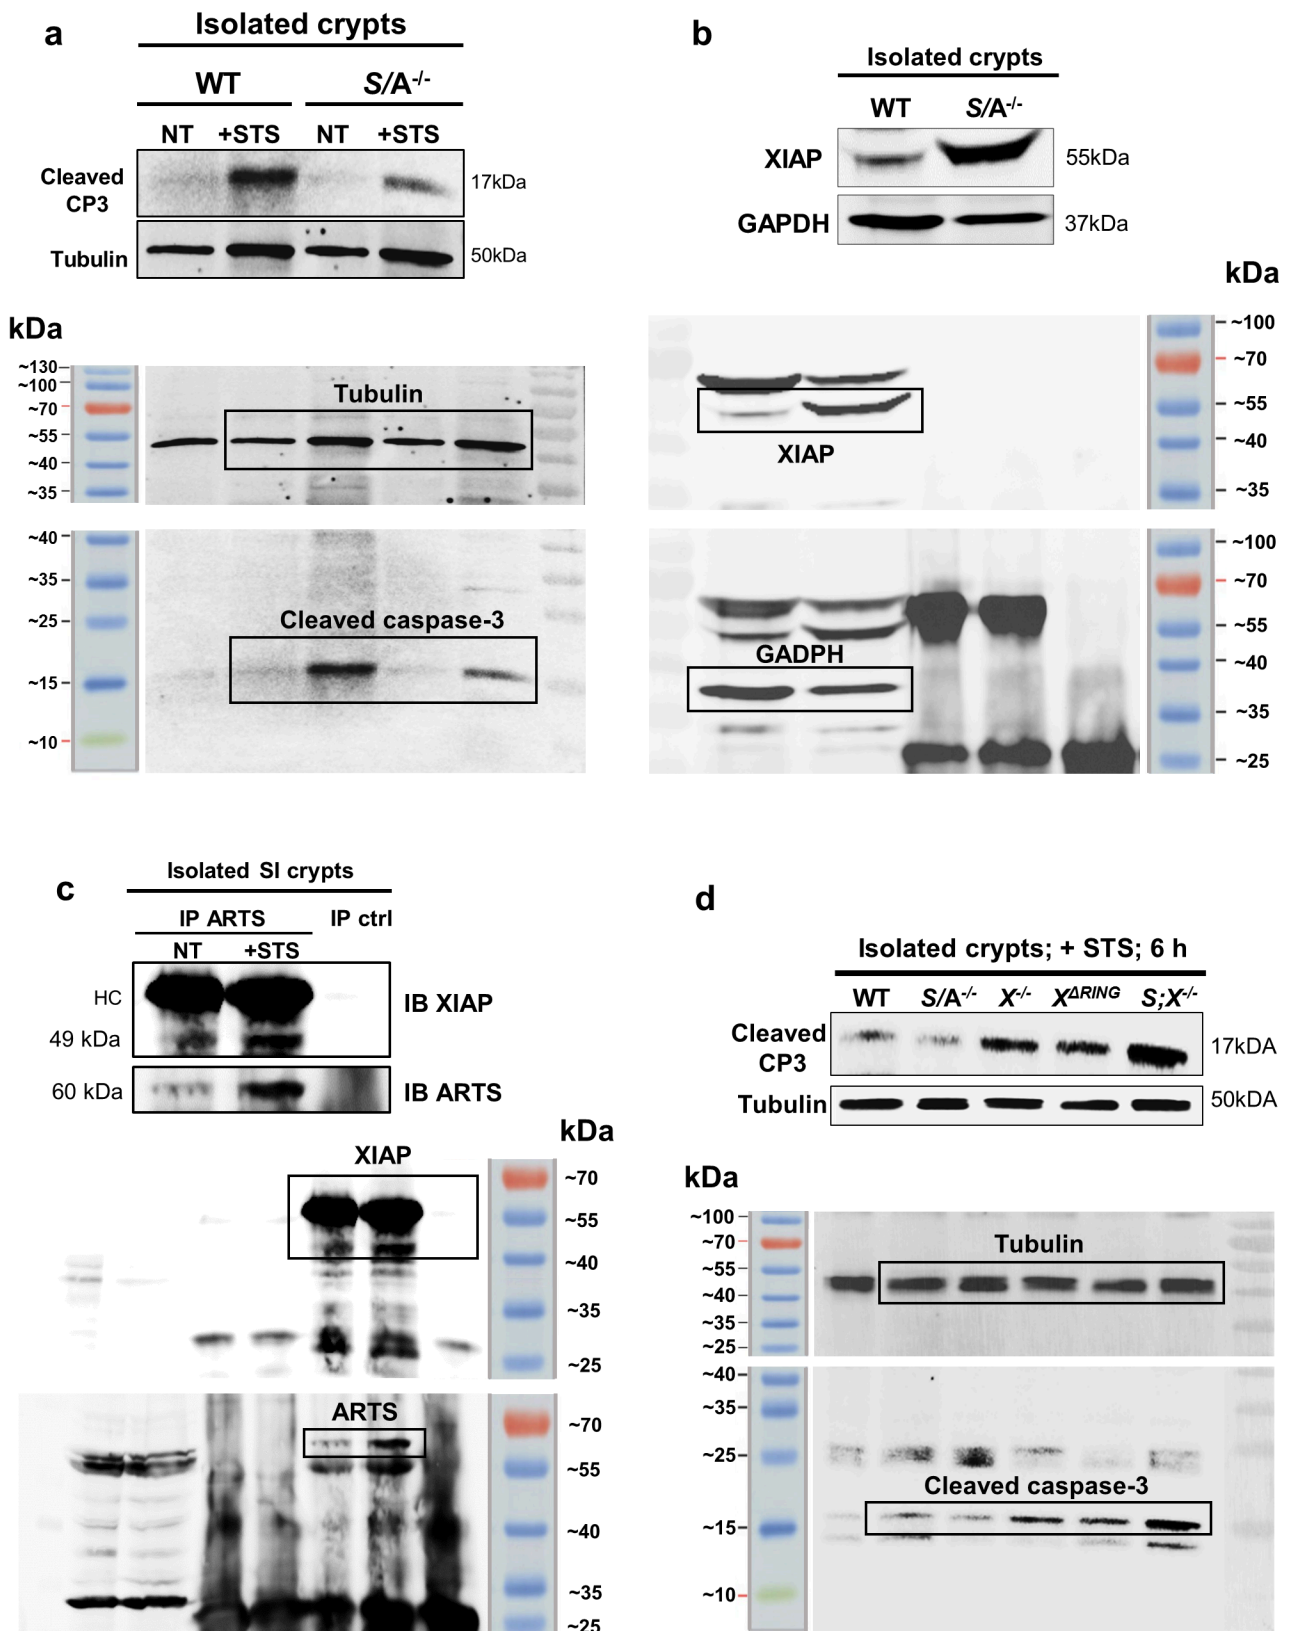 a
Isolated crypts
WT S/A-/-
NT +STS NT +STS
Cleaved
CP3
17kDa
Tubulin
50kDa
kDa
~130
~100
~70
~55
~40
~35
Tubulin
~40
~35
~25
~15
~10
Cleaved caspase-3
b
Isolated crypts
WT S/A-/-
XIAP
55kDa
GAPDH
37kDa
kDa
~100
~70
~55
~40
~35
XIAP
~100
~70
~55
~40
~35
~25
GADPH
c
Isolated SI crypts
IP ARTS IP ctrl
NT +STS
HC
IB XIAP
49 kDa
60 kDa
IB ARTS
kDa
XIAP
~70
~55
~40
~35
~25
ARTS
~70
~55
~40
~35
~25
d
Isolated crypts; + STS; 6 h
WT S/A-/- X-/- XΔRING S;X-/-
Cleaved
CP3
17kDA
Tubulin
50kDA
kDa
~100
~70
~55
~40
~35
~25
Tubulin
~40
~35
~25
~15
~10
Cleaved caspase-3